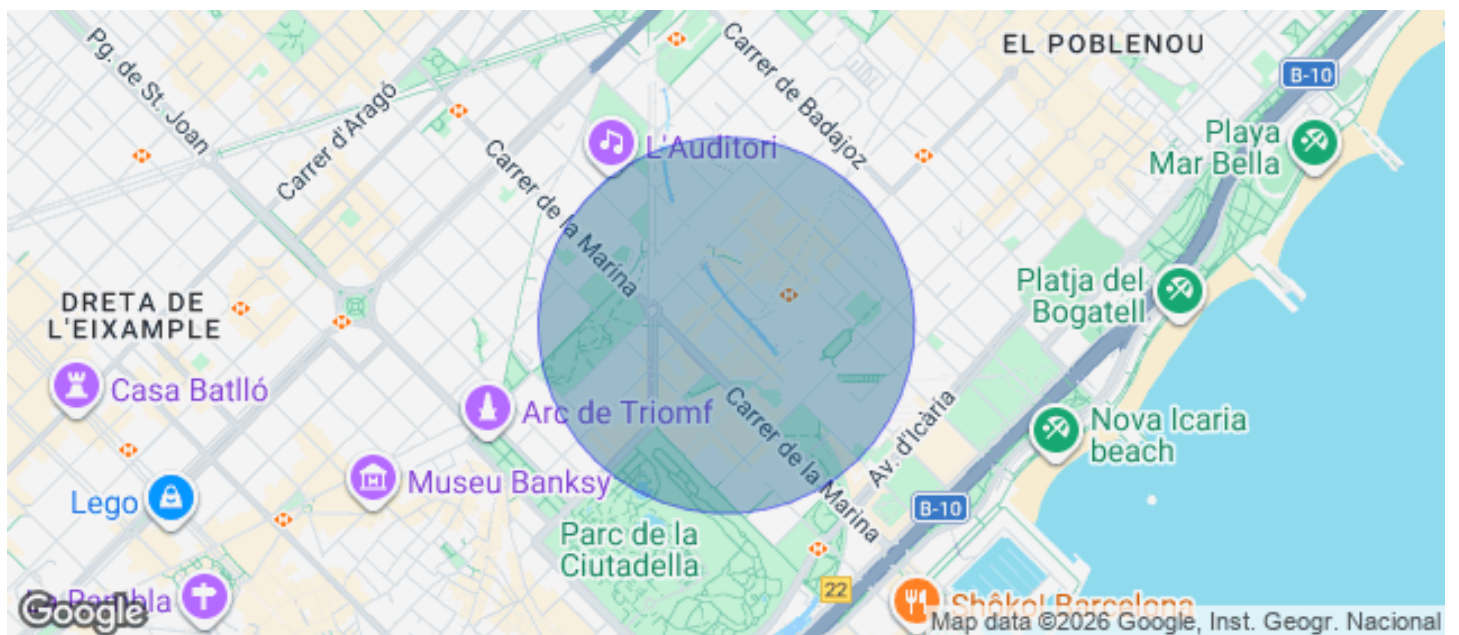 Pg. de St. Joan
Carrer d'Aragó
Carrer de Badajoz
EL POBLENOU
B-10
L'Auditori
Playa
Mar Bella
Carrer de la Marina
DRETA DE
L'EIXAMPLE
Platja del
Bogatell
Casa Batlló
Arc de Triomf
Carrer de la Marina
Av. d'Icària
Nova Icaria
beach
Museu Banksy
Lego
B-10
Parc de la
Ciutadella
22
La Rambla
Shôko! Barcelona
Google
Map data ©2026 Google, Inst. Geogr. Nacional